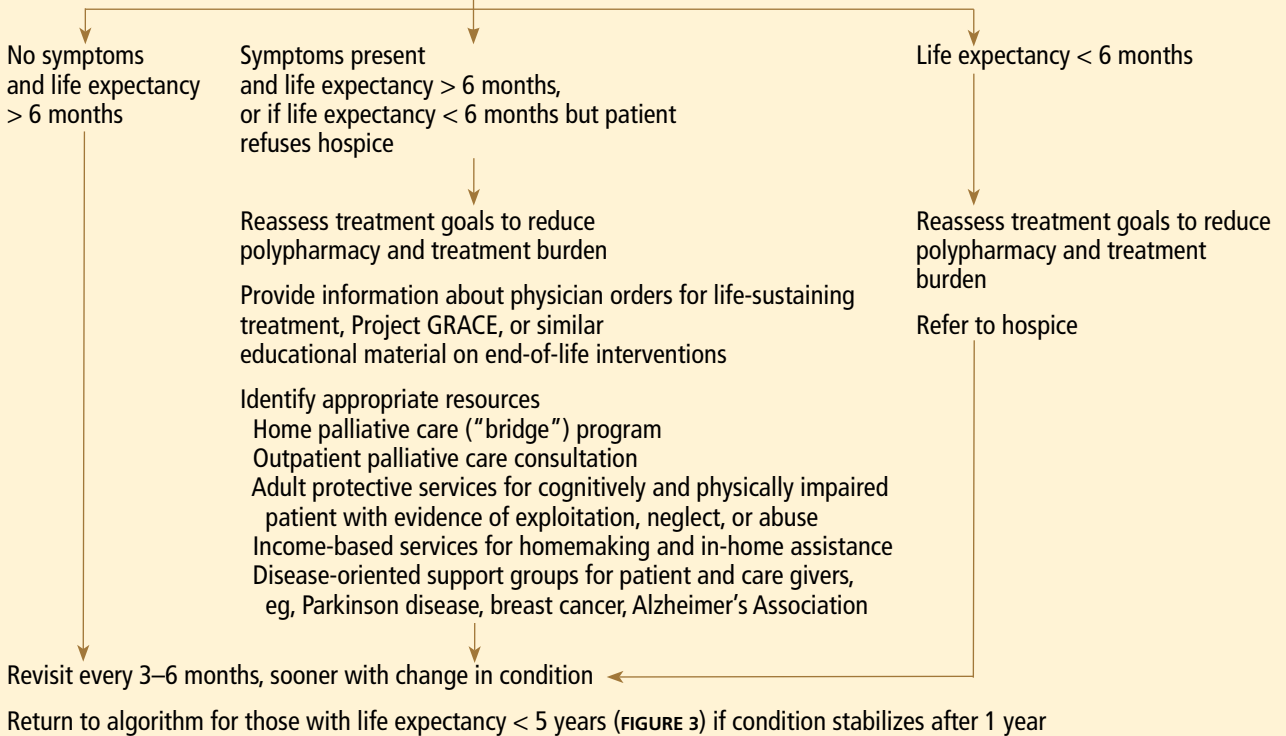 No symptoms
and life expectancy
> 6 months
Symptoms present
and life expectancy > 6 months,
or if life expectancy < 6 months but patient
refuses hospice
Life expectancy < 6 months
Reassess treatment goals to reduce
polypharmacy and treatment burden
Provide information about physician orders for life-sustaining
treatment, Project GRACE, or similar
educational material on end-of-life interventions
Identify appropriate resources
Home palliative care ("bridge") program
Outpatient palliative care consultation
Adult protective services for cognitively and physically impaired
patient with evidence of exploitation, neglect, or abuse
Income-based services for homemaking and in-home assistance
Disease-oriented support groups for patient and care givers,
eg, Parkinson disease, breast cancer, Alzheimer's Association
Reassess treatment goals to reduce
polypharmacy and treatment
burden
Refer to hospice
Revisit every 3–6 months, sooner with change in condition
Return to algorithm for those with life expectancy < 5 years (FIGURE 3) if condition stabilizes after 1 year